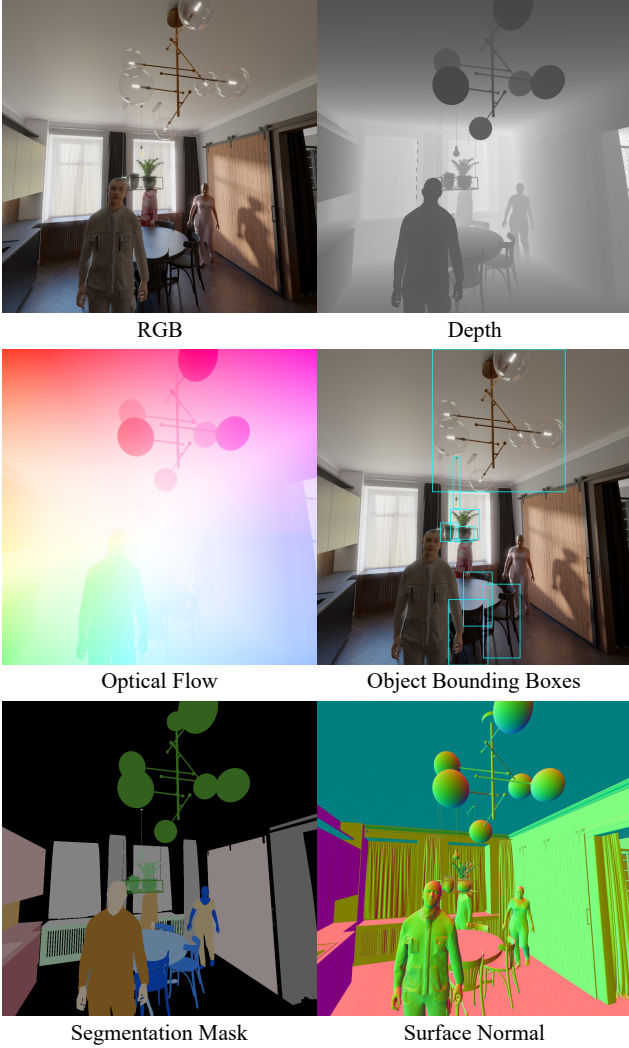 RGB
Depth
Optical Flow
Object Bounding Boxes
Segmentation Mask
Surface Normal